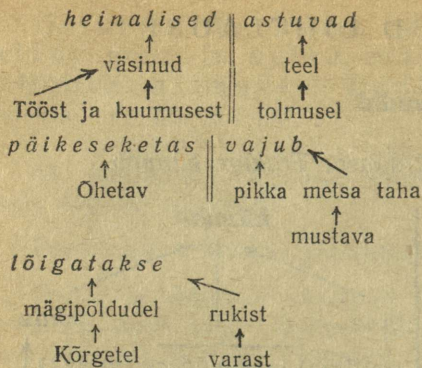 heinalised astuvad
väsinud teel
Tööst ja kuumusest tolmusel
päikeseketas vajub
Õhetav pikka metsa taha
mustava
lõigatakse
mägipõldudel rukist
Kõrgetel varast